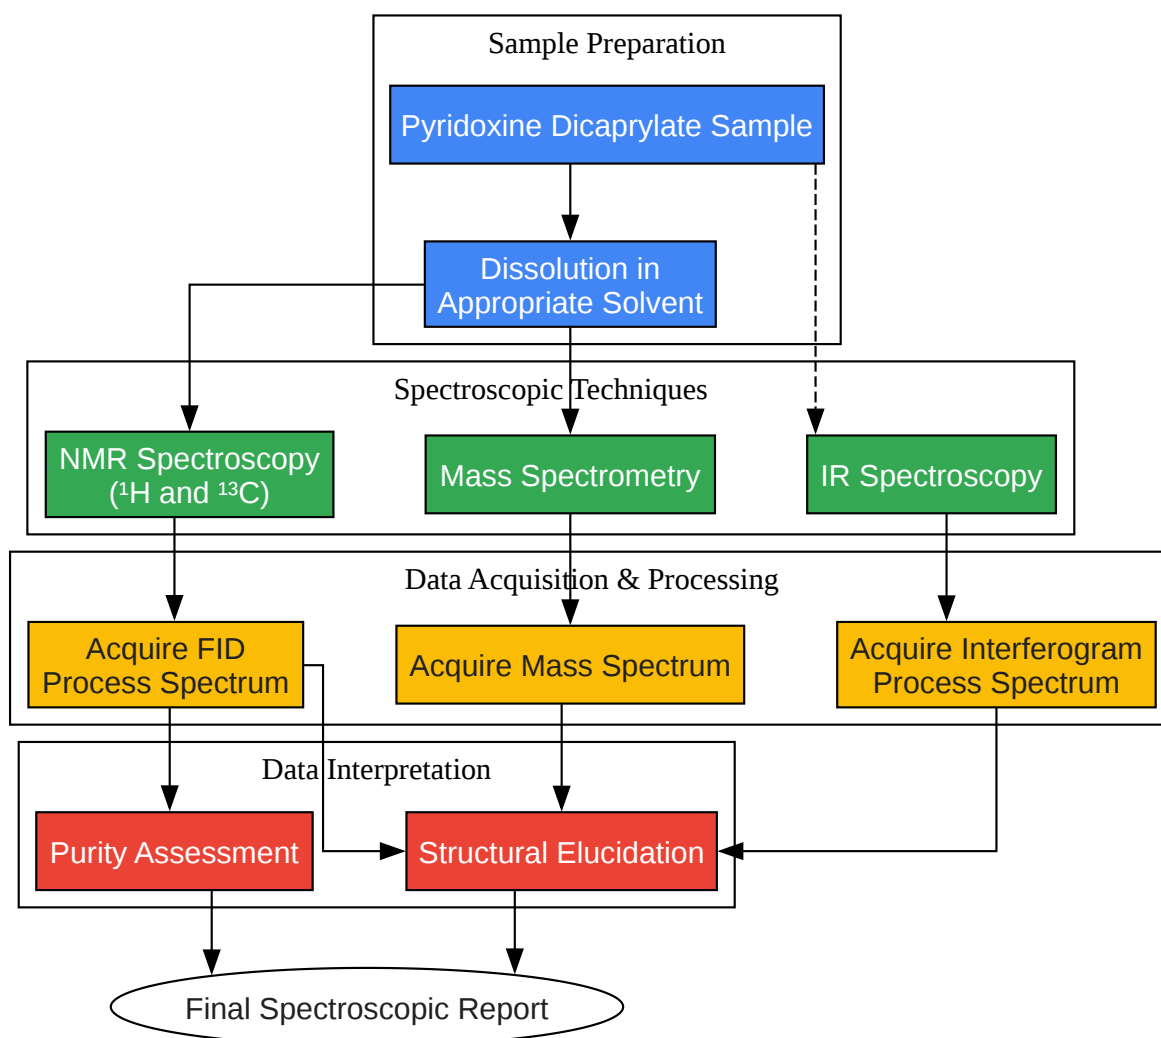 Sample Preparation
Pyridoxine Dicaprylate Sample
Dissolution in
Appropriate Solvent
Spectroscopic Techniques
NMR Spectroscopy
(¹H and ¹³C)
Mass Spectrometry
IR Spectroscopy
Data Acquisition & Processing
Acquire FID
Process Spectrum
Acquire Mass Spectrum
Acquire Interferogram
Process Spectrum
Data Interpretation
Purity Assessment
Structural Elucidation
Final Spectroscopic Report